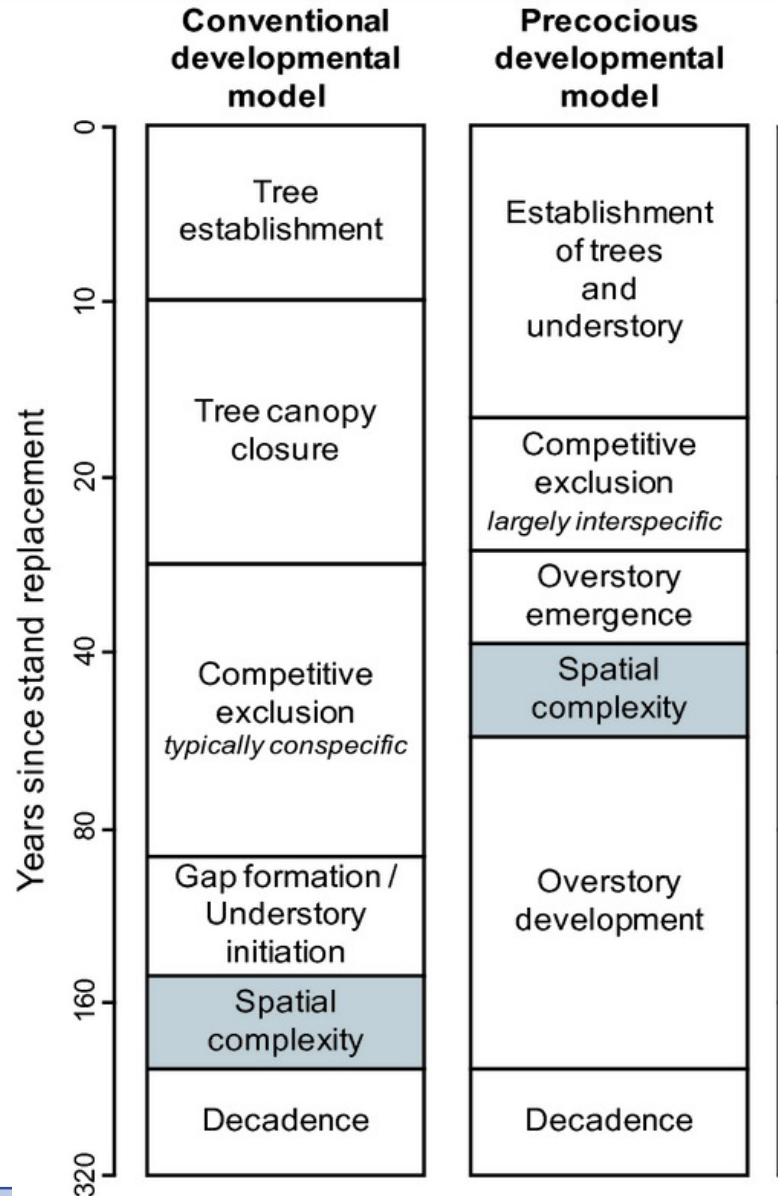 Conventional
developmental
model
Precocious
developmental
model
Years since stand replacement
0
10
20
40
80
160
320
Tree
establishment
Tree canopy
closure
Competitive
exclusion
typically conspecific
Gap formation /
Understory
initiation
Spatial
complexity
Decadence
Establishment
of trees
and
understory
Competitive
exclusion
largely interspecific
Overstory
emergence
Spatial
complexity
Overstory
development
Decadence